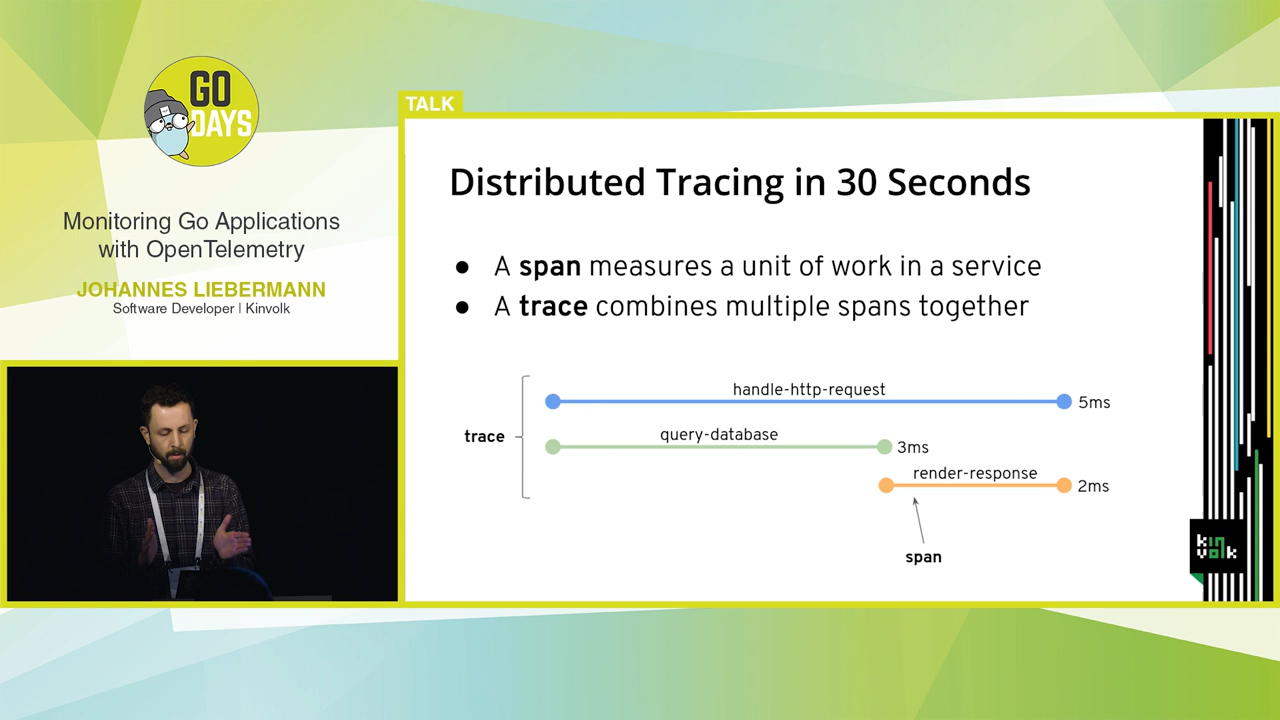 GO
DAYS
Monitoring Go Applications
with OpenTelemetry
JOHANNES LIEBERMANN
Software Developer | Kinvolk
TALK
Distributed Tracing in 30 Seconds
● A span measures a unit of work in a service
● A trace combines multiple spans together
handle-http-request
5ms
trace
query-database
3ms
render-response
2ms
span
kin
volk